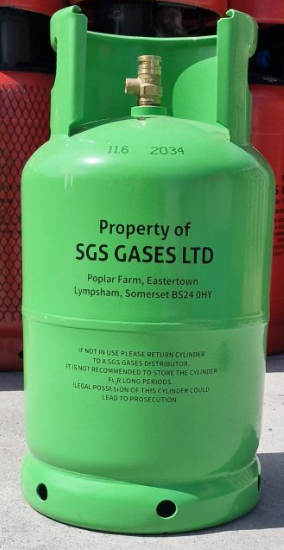 11.6 2034
Property of
SGS GASES LTD
Poplar Farm, Eastertown
Lympsham, Somerset BS24 0HY
IF NOT IN USE PLEASE RETURN CYLINDER
TO A SGS GASES DISTRIBUTOR.
IT IS NOT RECOMMENDED TO STORE THE CYLINDER
FOR LONG PERIODS.
ILEGAL POSSESION OF THIS CYLINDER COULD
LEAD TO PROSECUTION